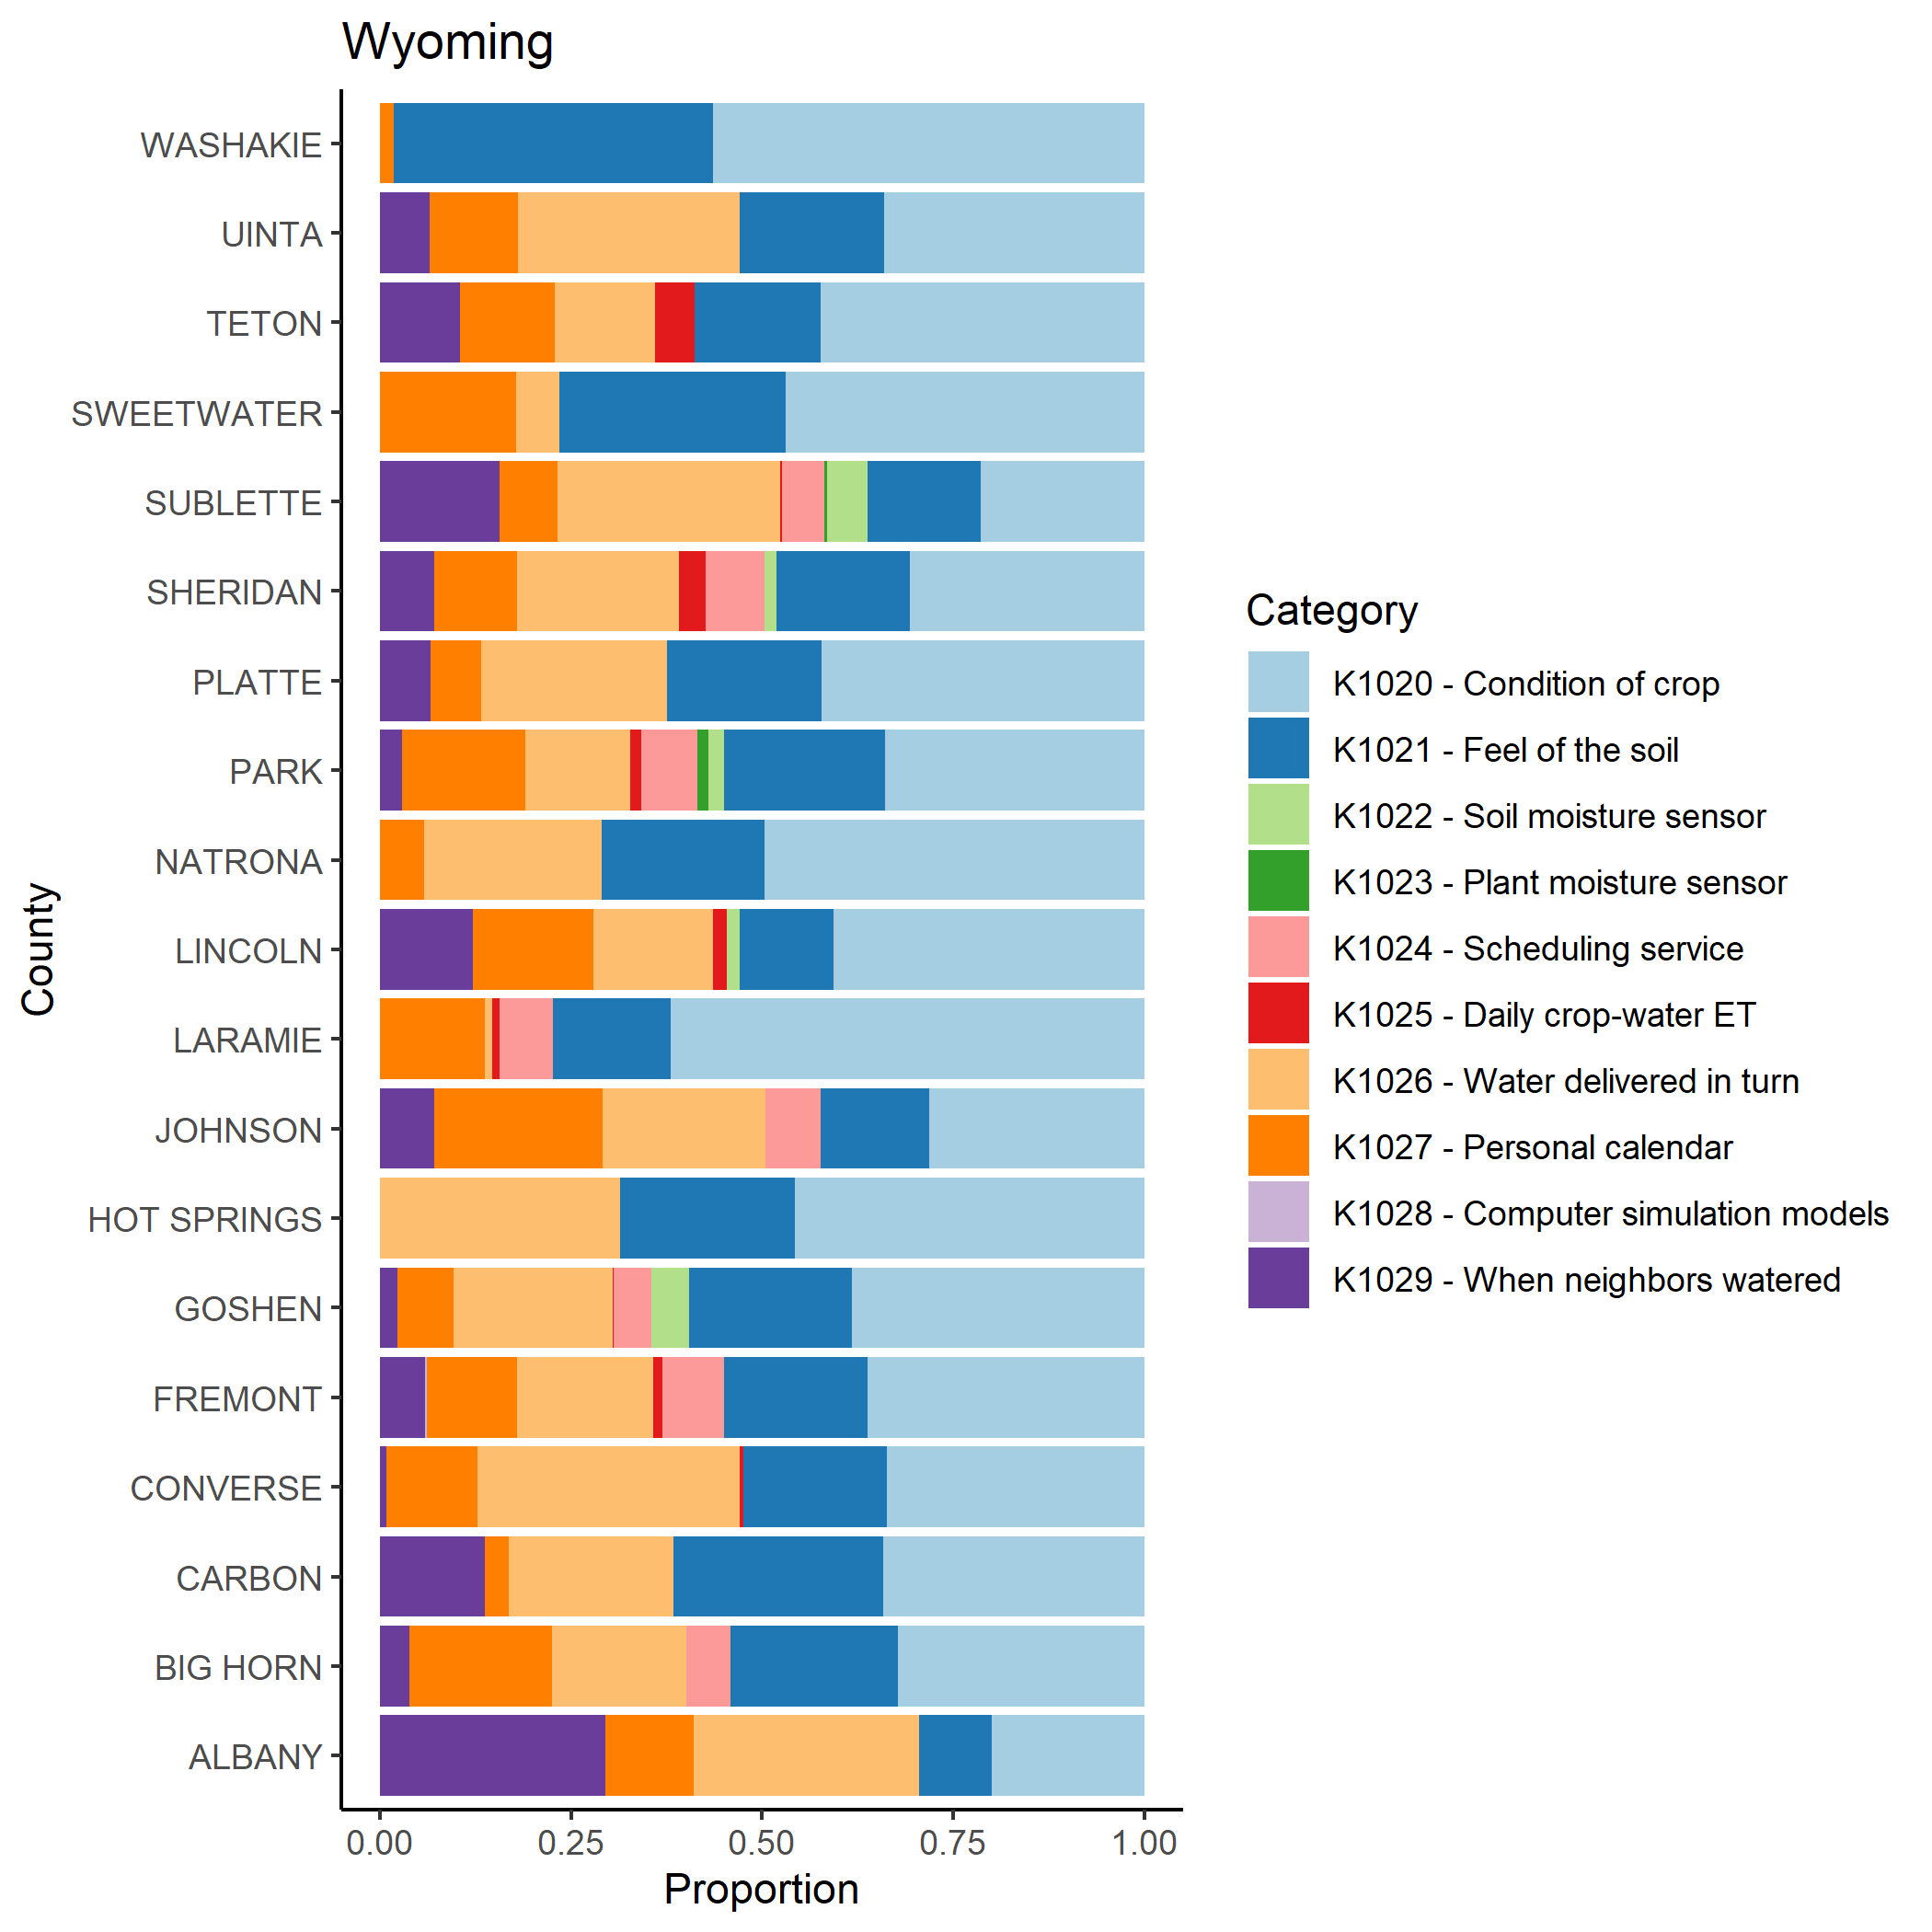 Wyoming
WASHAKIE
UINTA
TETON
SWEETWATER
SUBLETTE
SHERIDAN
PLATTE
PARK
NATRONA
LINCOLN
LARAMIE
JOHNSON
HOT SPRINGS
GOSHEN
FREMONT
CONVERSE
CARBON
BIG HORN
ALBANY
County
0.00 0.25 0.50 0.75 1.00
Proportion
Category
K1020 - Condition of crop
K1021 - Feel of the soil
K1022 - Soil moisture sensor
K1023 - Plant moisture sensor
K1024 - Scheduling service
K1025 - Daily crop-water ET
K1026 - Water delivered in turn
K1027 - Personal calendar
K1028 - Computer simulation models
K1029 - When neighbors watered